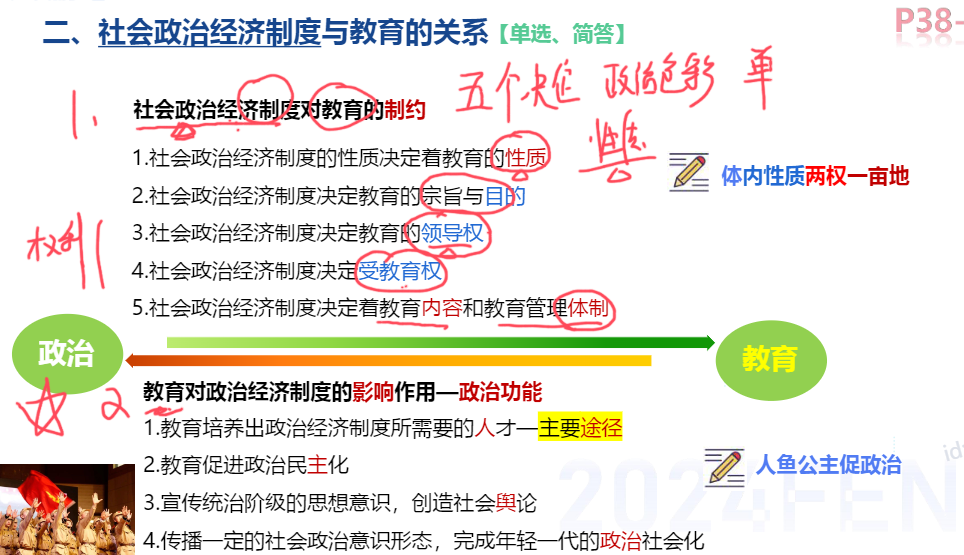 二、社会政治经济制度与教育的关系【单选、简答】
P38-
五个决定 政治色彩 单
1.
社会政治经济制度对教育的制约
1.社会政治经济制度的性质决定着教育的性质
体内性质两权一亩地
2.社会政治经济制度决定教育的宗旨与目的
3.社会政治经济制度决定教育的领导权
权利
4.社会政治经济制度决定受教育权
5.社会政治经济制度决定着教育内容和教育管理体制
政治
教育
2
教育对政治经济制度的影响作用—政治功能
1.教育培养出政治经济制度所需要的人才—主要途径
2.教育促进政治民主化
人鱼公主促政治
3.宣传统治阶级的思想意识，创造社会舆论
4.传播一定的社会政治意识形态，完成年轻一代的政治社会化
2024FEN